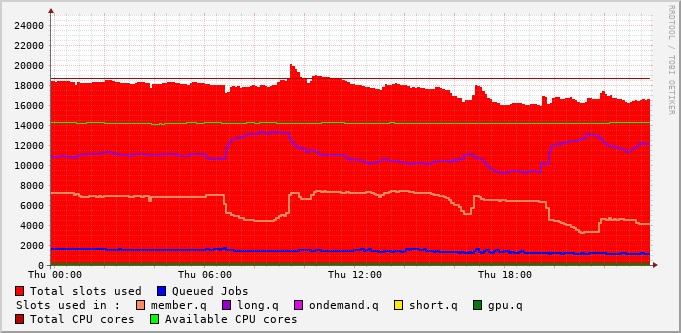 24000
22000
20000
18000
16000
14000
12000
10000
8000
6000
4000
2000
0
Thu 00:00 Thu 06:00 Thu 12:00 Thu 18:00
Total slots used Queued Jobs
Slots used in : member.q long.q ondemand.q short.q gpu.q
Total CPU cores Available CPU cores
RRDTOOL / TOBI OETIKER